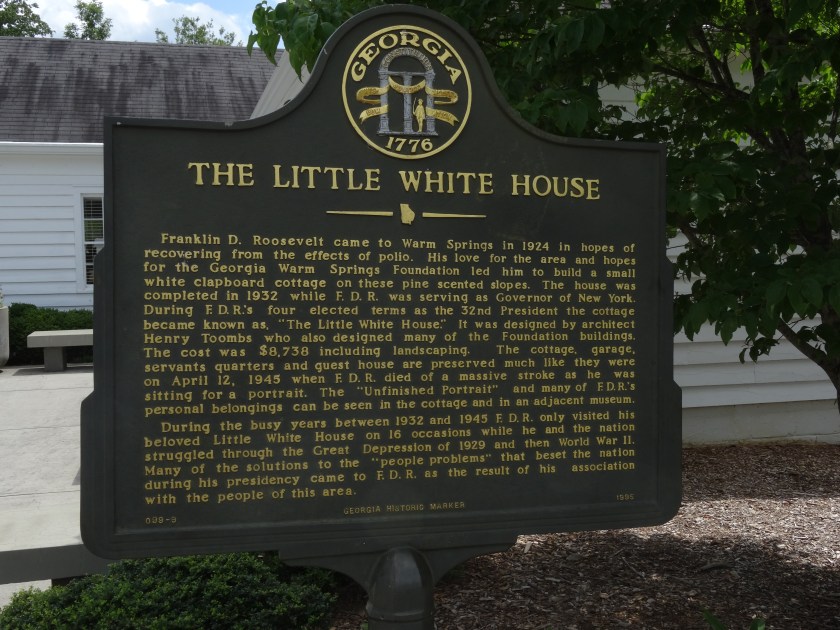 GEORGIA
1776
THE LITTLE WHITE HOUSE
Franklin D. Roosevelt came to Warm Springs in 1924 in hopes of
recovering from the effects of polio. His love for the area and hopes
for the Georgia Warm Springs Foundation led him to build a small
white clapboard cottage on these pine scented slopes. The house was
completed in 1932 while F.D.R. was serving as Governor of New York.
During F.D.R.'s four elected terms as the 32nd President the cottage
became known as, "The Little White House." It was designed by architect
Henry Toombs who also designed many of the Foundation buildings.
The cost was $8,738 including landscaping. The cottage, garage,
servants quarters and guest house are preserved much like they were
on April 12, 1945 when F.D.R. died of a massive stroke as he was
sitting for a portrait. The "Unfinished Portrait" and many of F.D.R.'s
personal belongings can be seen in the cottage and in an adjacent museum.
During the busy years between 1932 and 1945 F.D.R. only visited his
beloved Little White House on 16 occasions while he and the nation
struggled through the Great Depression of 1929 and then World War II.
Many of the solutions to the "people problems" that beset the nation
during his presidency came to F.D.R. as the result of his association
with the people of this area.
GEORGIA HISTORIC MARKER